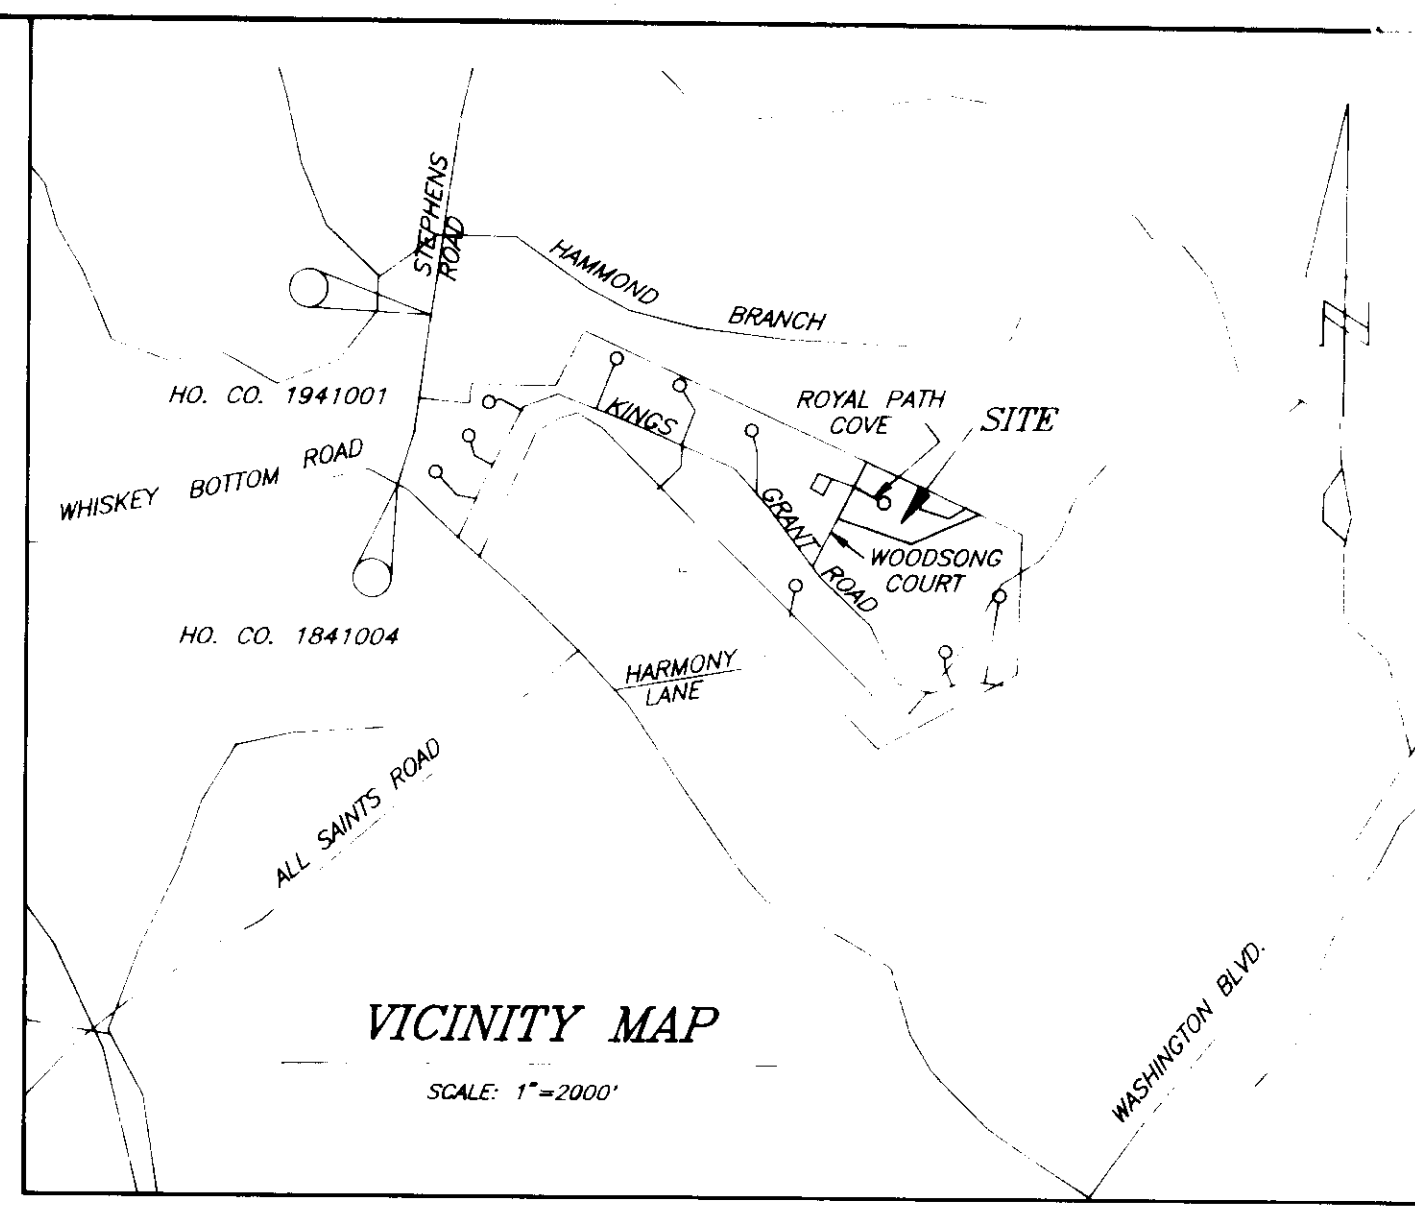 STEPHENS
ROAD
HAMMOND
BRANCH
HO. CO. 1941001
ROYAL PATH
COVE
SITE
KINGS
GRANT
ROAD
WHISKEY BOTTOM ROAD
WOODSONG
COURT
HO. CO. 1841004
HARMONY
LANE
ALL SAINTS ROAD
WASHINGTON BLVD.
VICINITY MAP
SCALE: 1"=2000'
N